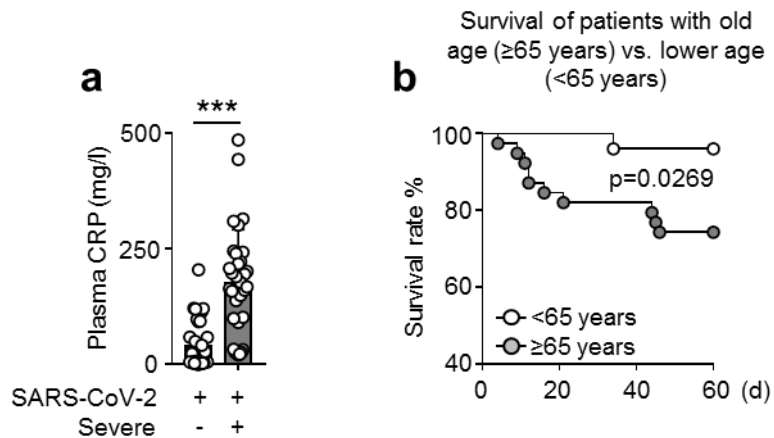 a
***
Plasma CRP (mg/l)
500
250
0
SARS-CoV-2 + +
Severe - +
Survival of patients with old
age (≥65 years) vs. lower age
(<65 years)
b
Survival rate %
100
80
60
40
p=0.0269
<65 years
≥65 years
0 20 40 60 (d)